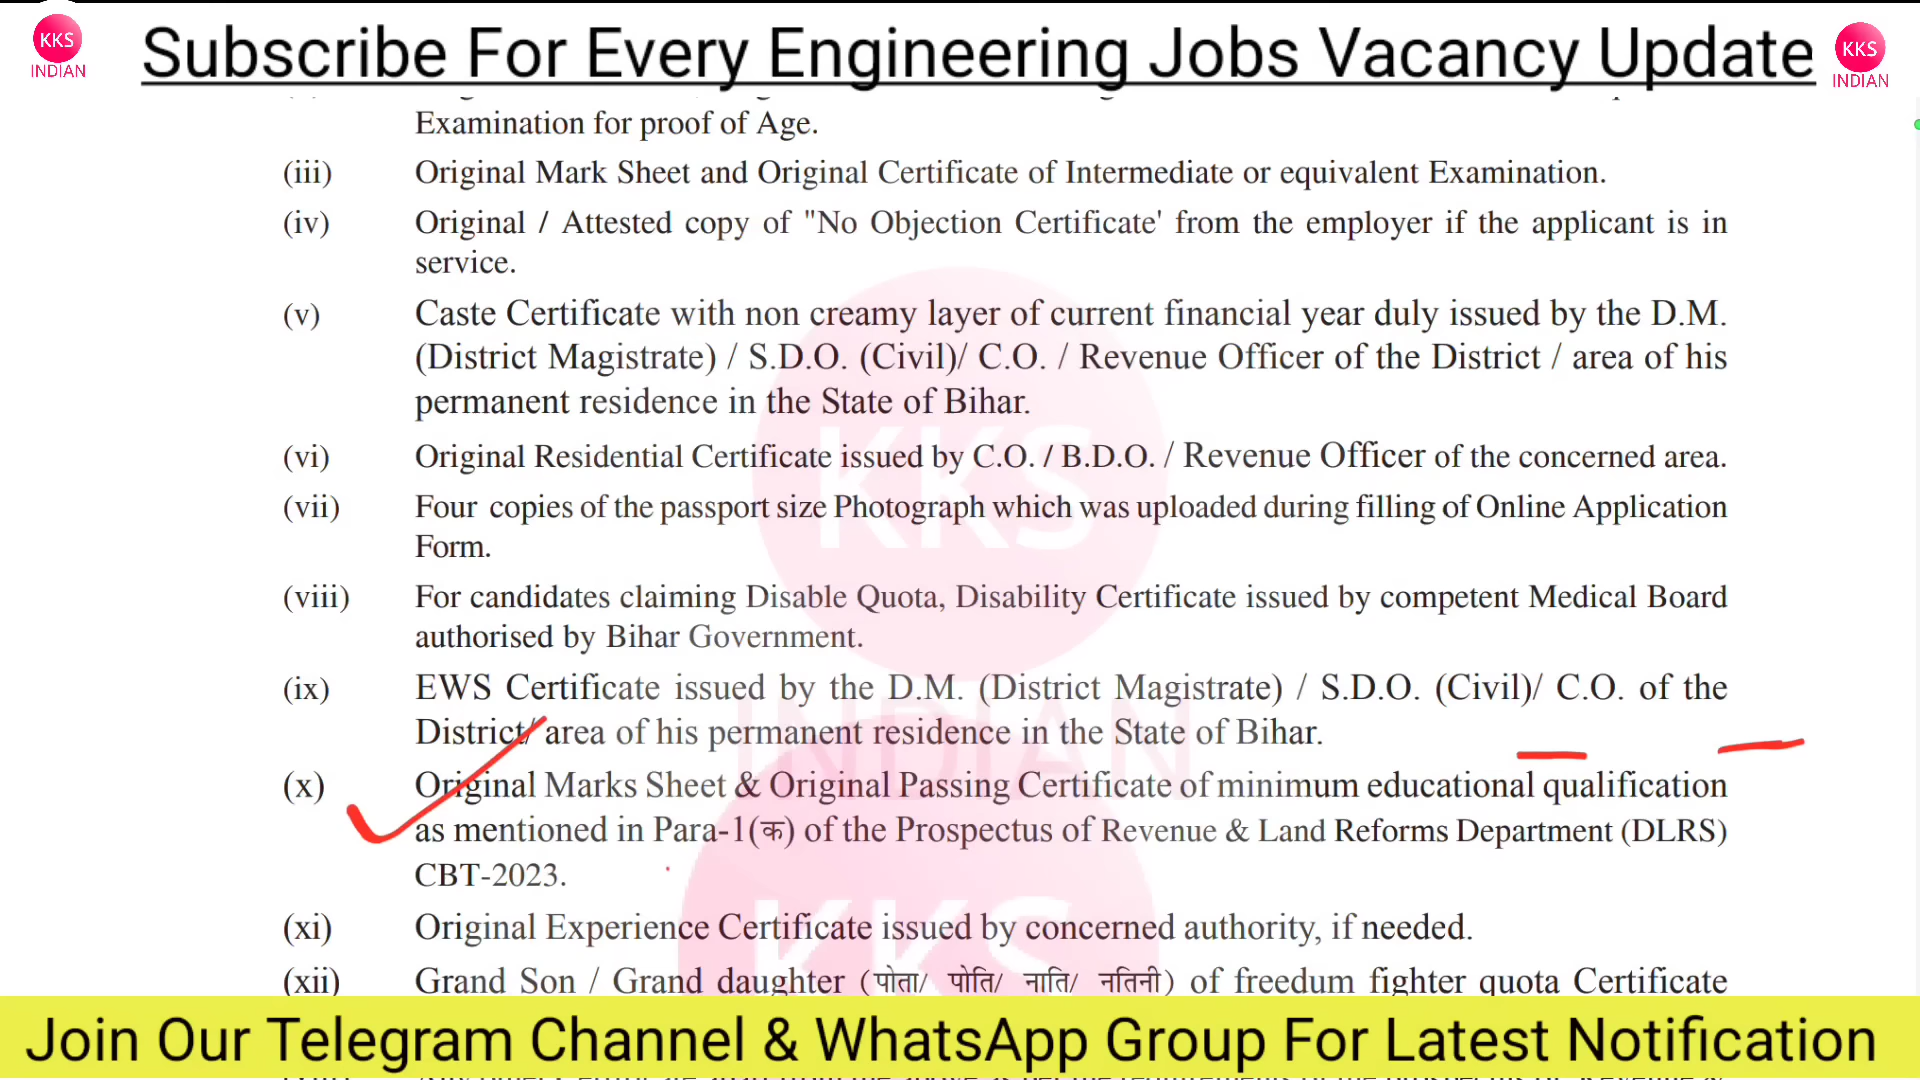 KKS
INDIAN
Subscribe For Every Engineering Jobs Vacancy Update
KKS
INDIAN
Examination for proof of Age.
(iii) Original Mark Sheet and Original Certificate of Intermediate or equivalent Examination.
(iv) Original / Attested copy of "No Objection Certificate' from the employer if the applicant is in
service.
(v) Caste Certificate with non creamy layer of current financial year duly issued by the D.M.
(District Magistrate) / S.D.O. (Civil)/ C.O. / Revenue Officer of the District / area of his
permanent residence in the State of Bihar.
(vi) Original Residential Certificate issued by C.O. / B.D.O. / Revenue Officer of the concerned area.
(vii) Four copies of the passport size Photograph which was uploaded during filling of Online Application
Form.
(viii) For candidates claiming Disable Quota, Disability Certificate issued by competent Medical Board
authorised by Bihar Government.
(ix) EWS Certificate issued by the D.M. (District Magistrate) / S.D.O. (Civil)/ C.O. of the
District/ area of his permanent residence in the State of Bihar.
(x) Original Marks Sheet & Original Passing Certificate of minimum educational qualification
as mentioned in Para-1(क) of the Prospectus of Revenue & Land Reforms Department (DLRS)
CBT-2023.
(xi) Original Experience Certificate issued by concerned authority, if needed.
(xii) Grand Son / Grand daughter (पोता/ पोति/ नाति/ नतिनी) of freedum fighter quota Certificate
KKS
INDIAN
KKS
Join Our Telegram Channel & WhatsApp Group For Latest Notification